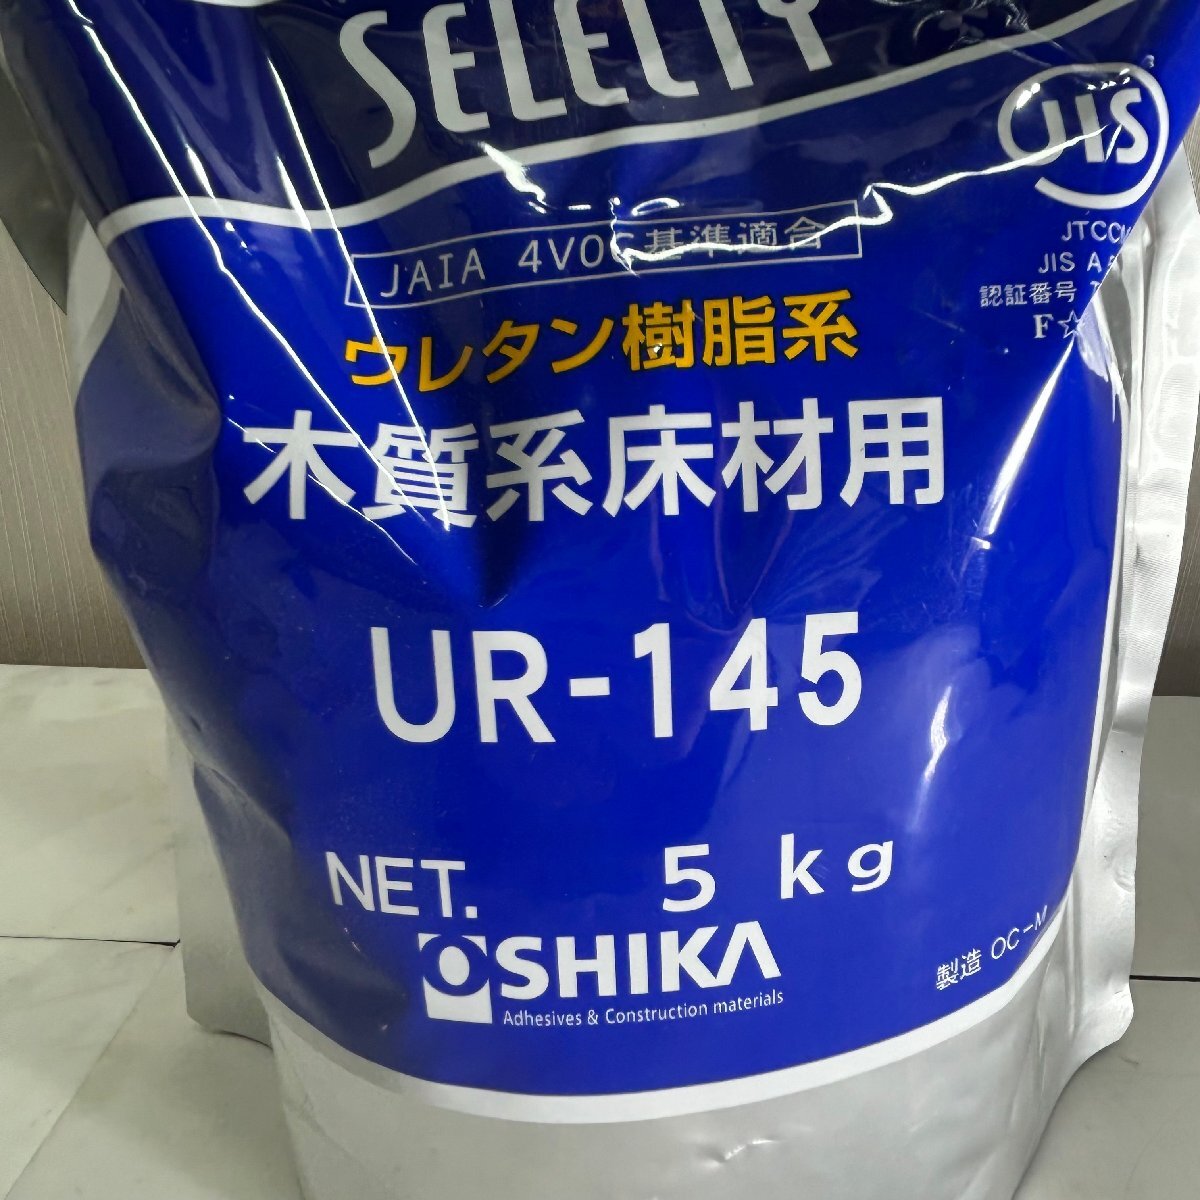 SELECTY
JIS
JAIA 4VOC基準適合
JIS A
認証番号
F☆
ウレタン樹脂系
木質系床材用
UR-145
NET. 5 kg
OSHIKA
Adhesives & Construction materials
製造 OC-M